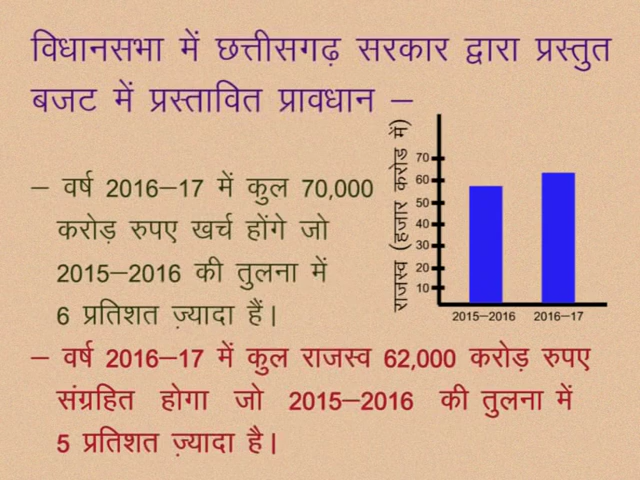 विधानसभा में छत्तीसगढ़ सरकार द्वारा प्रस्तुत
बजट में प्रस्तावित प्रावधान –
– वर्ष 2016–17 में कुल 70,000
करोड़ रुपए खर्च होंगे जो
2015–2016 की तुलना में
6 प्रतिशत ज़्यादा हैं।
राजस्व (हजार करोड में)
70
60
50
40
30
20
10
2015–2016 2016–17
– वर्ष 2016–17 में कुल राजस्व 62,000 करोड़ रुपए
संग्रहित होगा जो 2015–2016 की तुलना में
5 प्रतिशत ज़्यादा है।